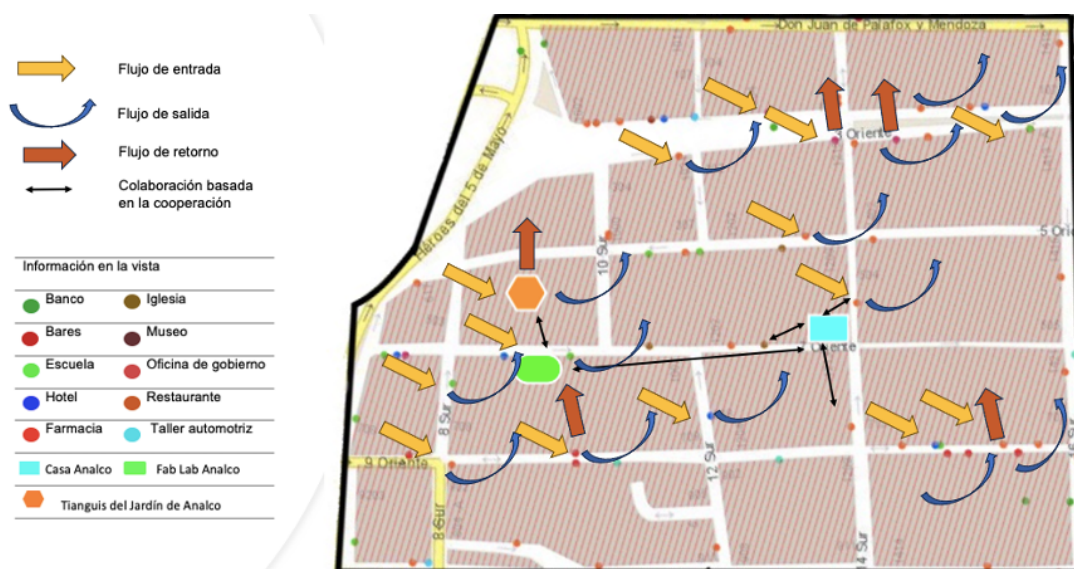 Flujo de entrada
Flujo de salida
Flujo de retorno
Colaboración basada
en la cooperación
Información en la vista
Banco
Iglesia
Bares
Museo
Escuela
Oficina de gobierno
Hotel
Restaurante
Farmacia
Taller automotriz
Casa Analco
Fab Lab Analco
Tianguis del Jardín de Analco
Don Juan de Palafox y Mendoza
Héroes del 5 de Mayo
3 Oriente
5 Orie
10 Sur
Oriente
8 Sur
9 Oriente
12 Sur
8 Sur
14 Sur